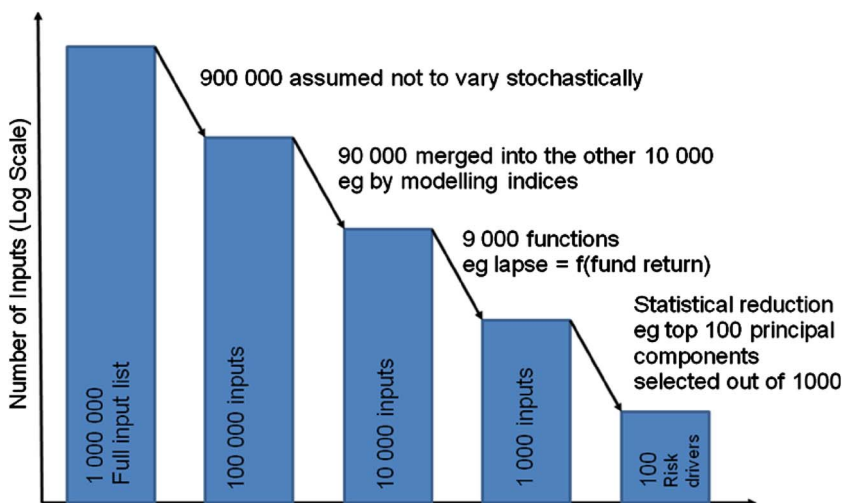 Number of Inputs (Log Scale)
900 000 assumed not to vary stochastically
90 000 merged into the other 10 000
eg by modelling indices
9 000 functions
eg lapse = f(fund return)
Statistical reduction
eg top 100 principal
components
selected out of 1000
1 000 000
Full input list
100 000 inputs
10 000 inputs
1 000 inputs
100
Risk
drivers